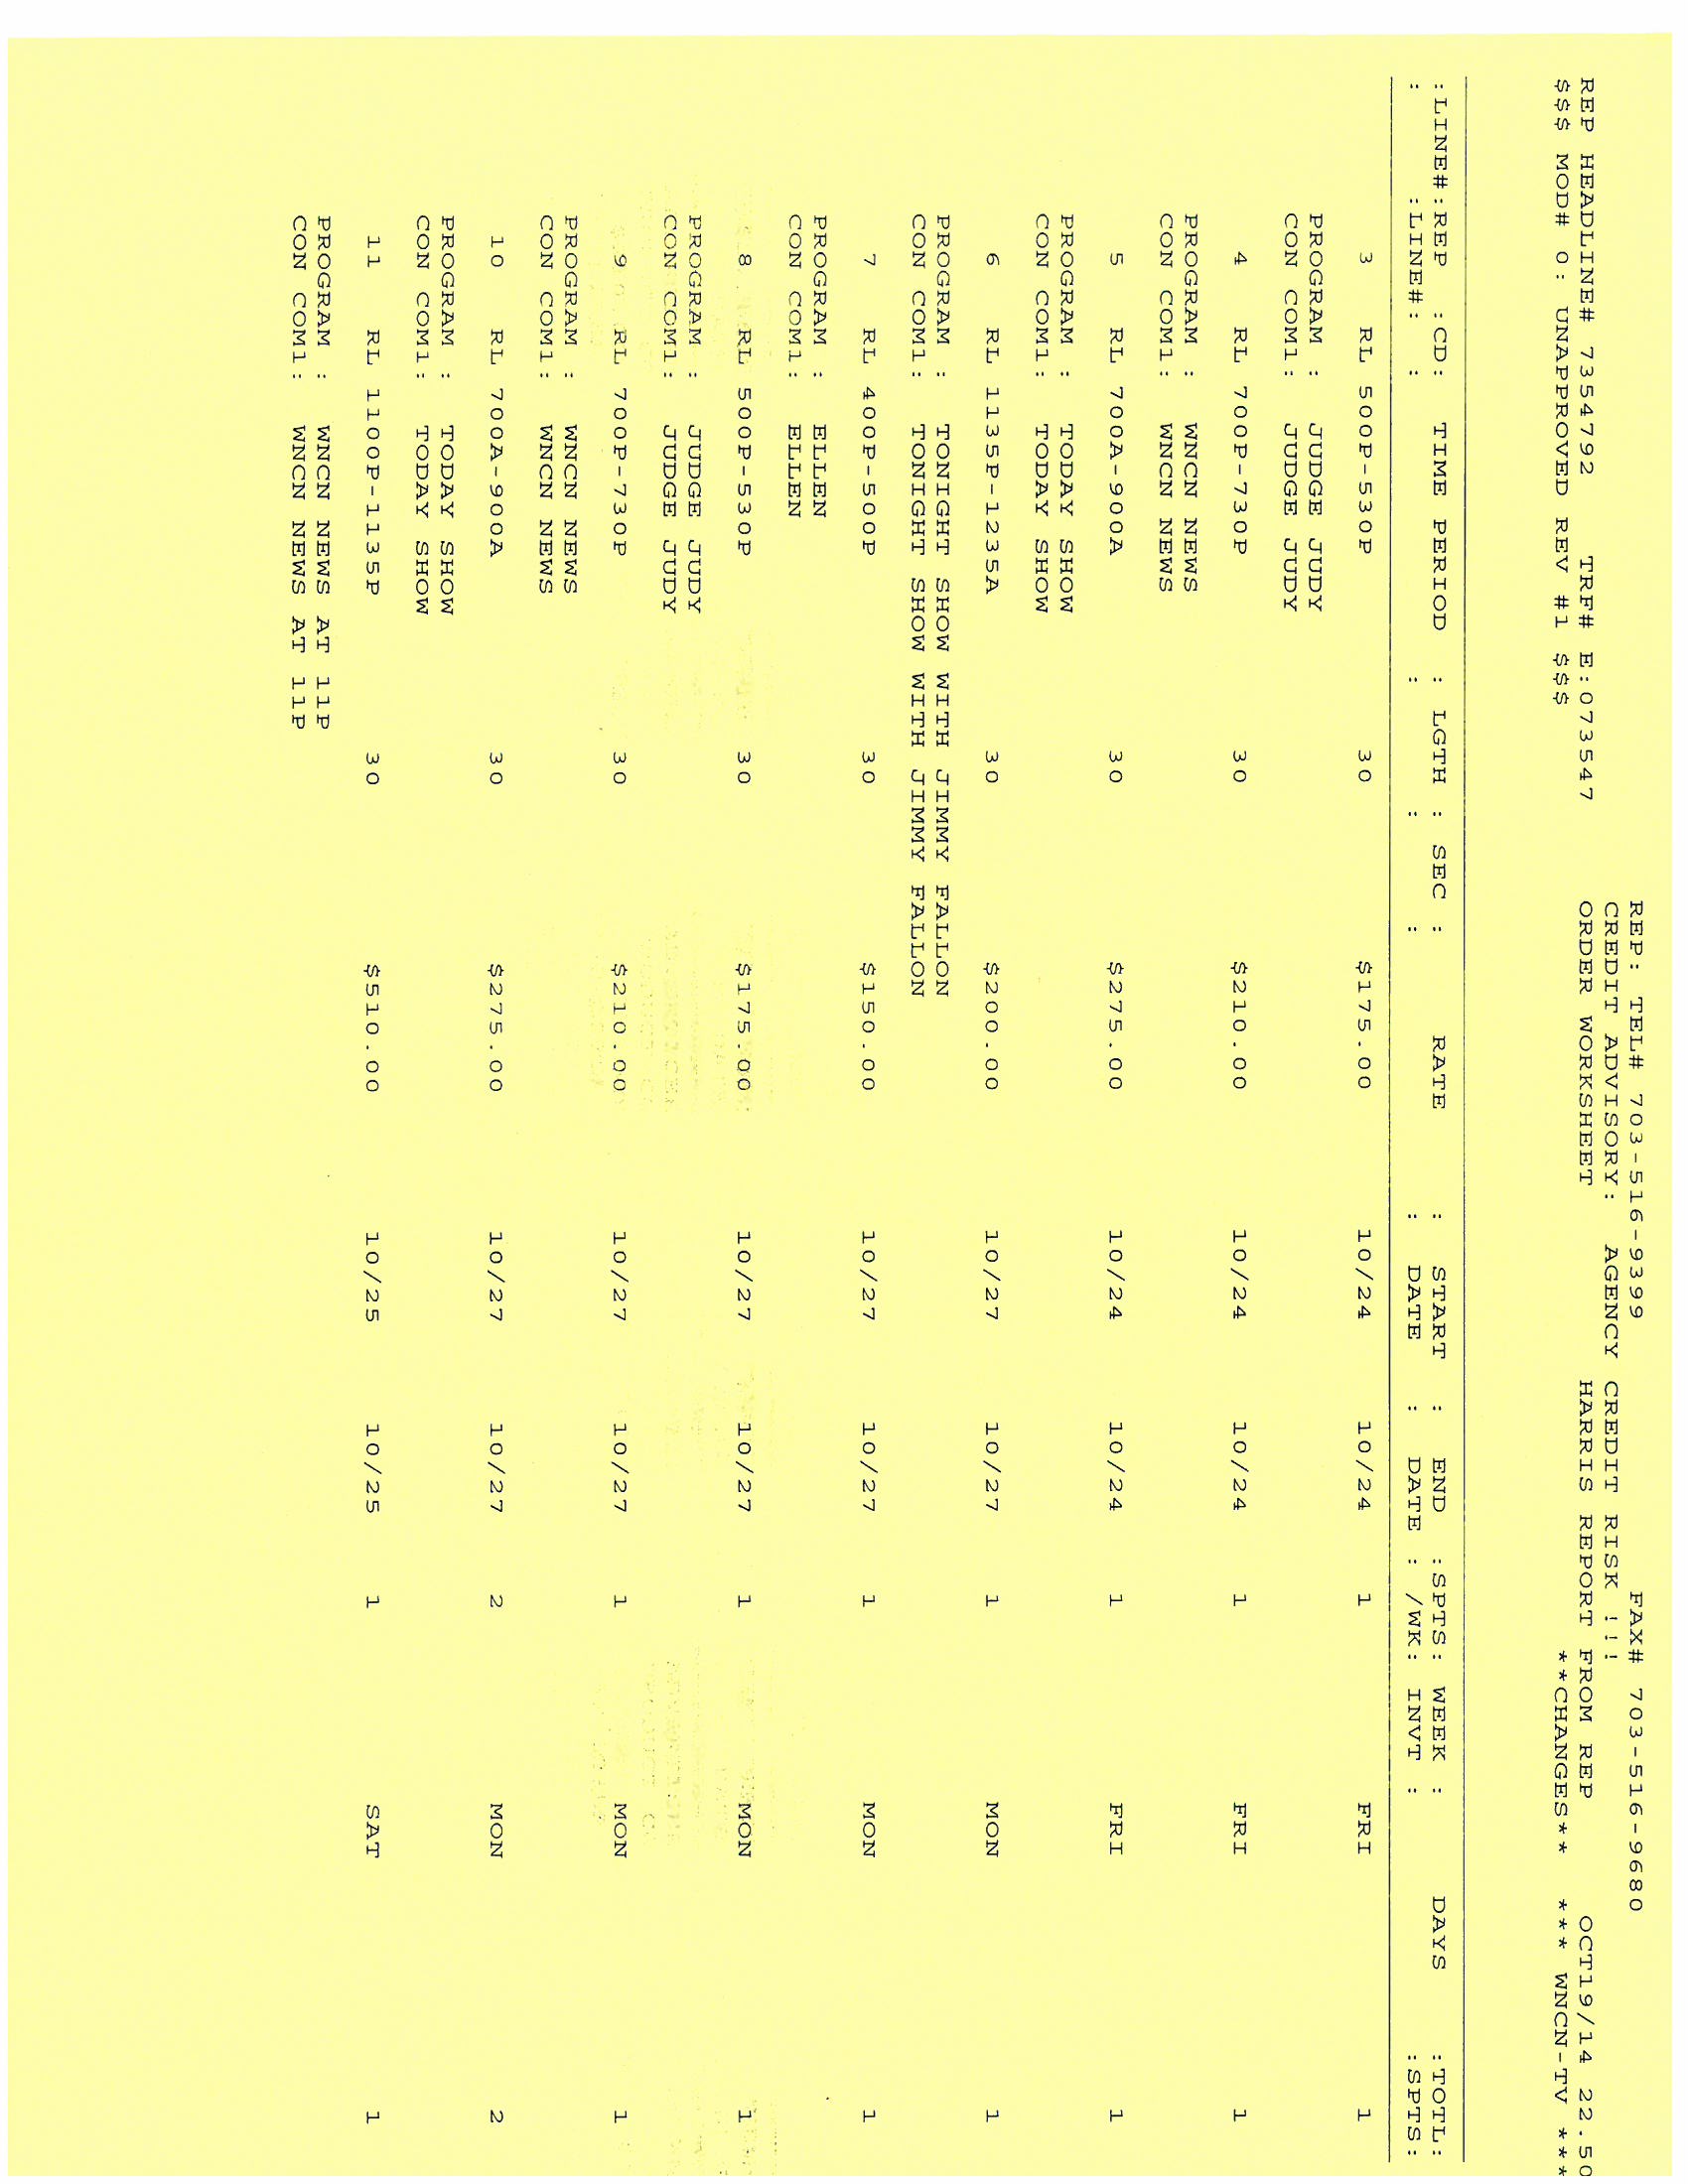 REP: TEL# 703-516-9399 FAX# 703-516-9680
CREDIT ADVISORY: AGENCY CREDIT RISK !!!
REP HEADLINE# 7354792 TRF# E:073547 ORDER WORKSHEET HARRIS REPORT FROM REP OCT19/14 22.50
$$$ MOD# 0: UNAPPROVED REV #1 $$$ **CHANGES** *** WNCN-TV ***
:LINE#:REP :CD: TIME PERIOD : LGTH : SEC : RATE : START : END :SPTS: WEEK : DAYS :TOTL:
: :LINE#: : : : : DATE : DATE : /WK: INVT : :SPTS:
3 RL 500P-530P 30 $175.00 10/24 10/24 1 FRI 1
PROGRAM : JUDGE JUDY
CON COM1: JUDGE JUDY
4 RL 700P-730P 30 $210.00 10/24 10/24 1 FRI 1
PROGRAM : WNCN NEWS
CON COM1: WNCN NEWS
5 RL 700A-900A 30 $275.00 10/24 10/24 1 FRI 1
PROGRAM : TODAY SHOW
CON COM1: TODAY SHOW
6 RL 1135P-1235A 30 $200.00 10/27 10/27 1 MON 1
PROGRAM : TONIGHT SHOW WITH JIMMY FALLON
CON COM1: TONIGHT SHOW WITH JIMMY FALLON
7 RL 400P-500P 30 $150.00 10/27 10/27 1 MON 1
PROGRAM : ELLEN
CON COM1: ELLEN
8 RL 500P-530P 30 $175.00 10/27 10/27 1 MON 1
PROGRAM : JUDGE JUDY
CON COM1: JUDGE JUDY
9 RL 700P-730P 30 $210.00 10/27 10/27 1 MON 1
PROGRAM : WNCN NEWS
CON COM1: WNCN NEWS
10 RL 700A-900A 30 $275.00 10/27 10/27 2 MON 2
PROGRAM : TODAY SHOW
CON COM1: TODAY SHOW
11 RL 1100P-1135P 30 $510.00 10/25 10/25 1 SAT 1
PROGRAM : WNCN NEWS AT 11P
CON COM1: WNCN NEWS AT 11P